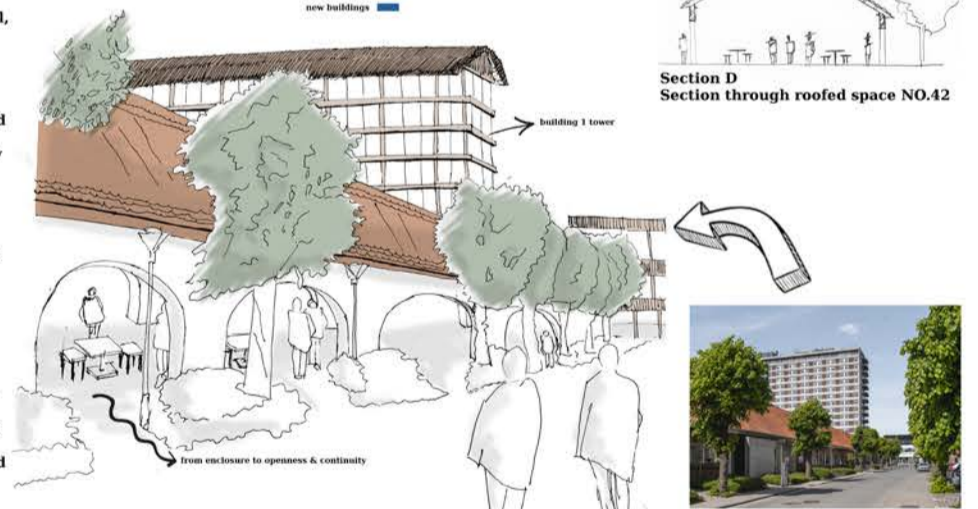 new buildings
l,
d
Section D
Section through roofed space NO.42
building 1 tower
from enclosure to openness & continuity
d